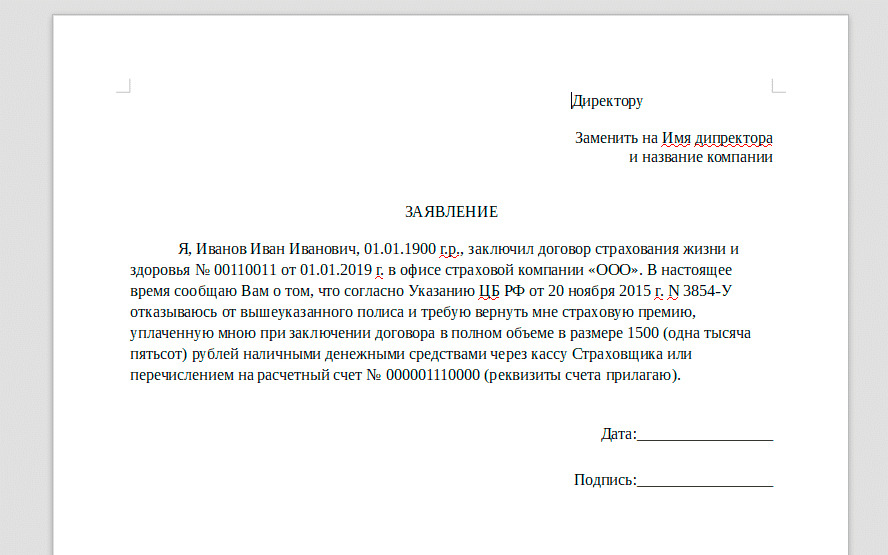 Директору
Заменить на Имя дипректора
и название компании
ЗАЯВЛЕНИЕ
Я, Иванов Иван Иванович, 01.01.1900 г.р., заключил договор страхования жизни и
здоровья № 00110011 от 01.01.2019 г. в офисе страховой компании «ООО». В настоящее
время сообщаю Вам о том, что согласно Указанию ЦБ РФ от 20 ноября 2015 г. N 3854-У
отказываюсь от вышеуказанного полиса и требую вернуть мне страховую премию,
уплаченную мною при заключении договора в полном объеме в размере 1500 (одна тысяча
пятьсот) рублей наличными денежными средствами через кассу Страховщика или
перечислением на расчетный счет № 000001110000 (реквизиты счета прилагаю).
Дата:_________________
Подпись:_________________